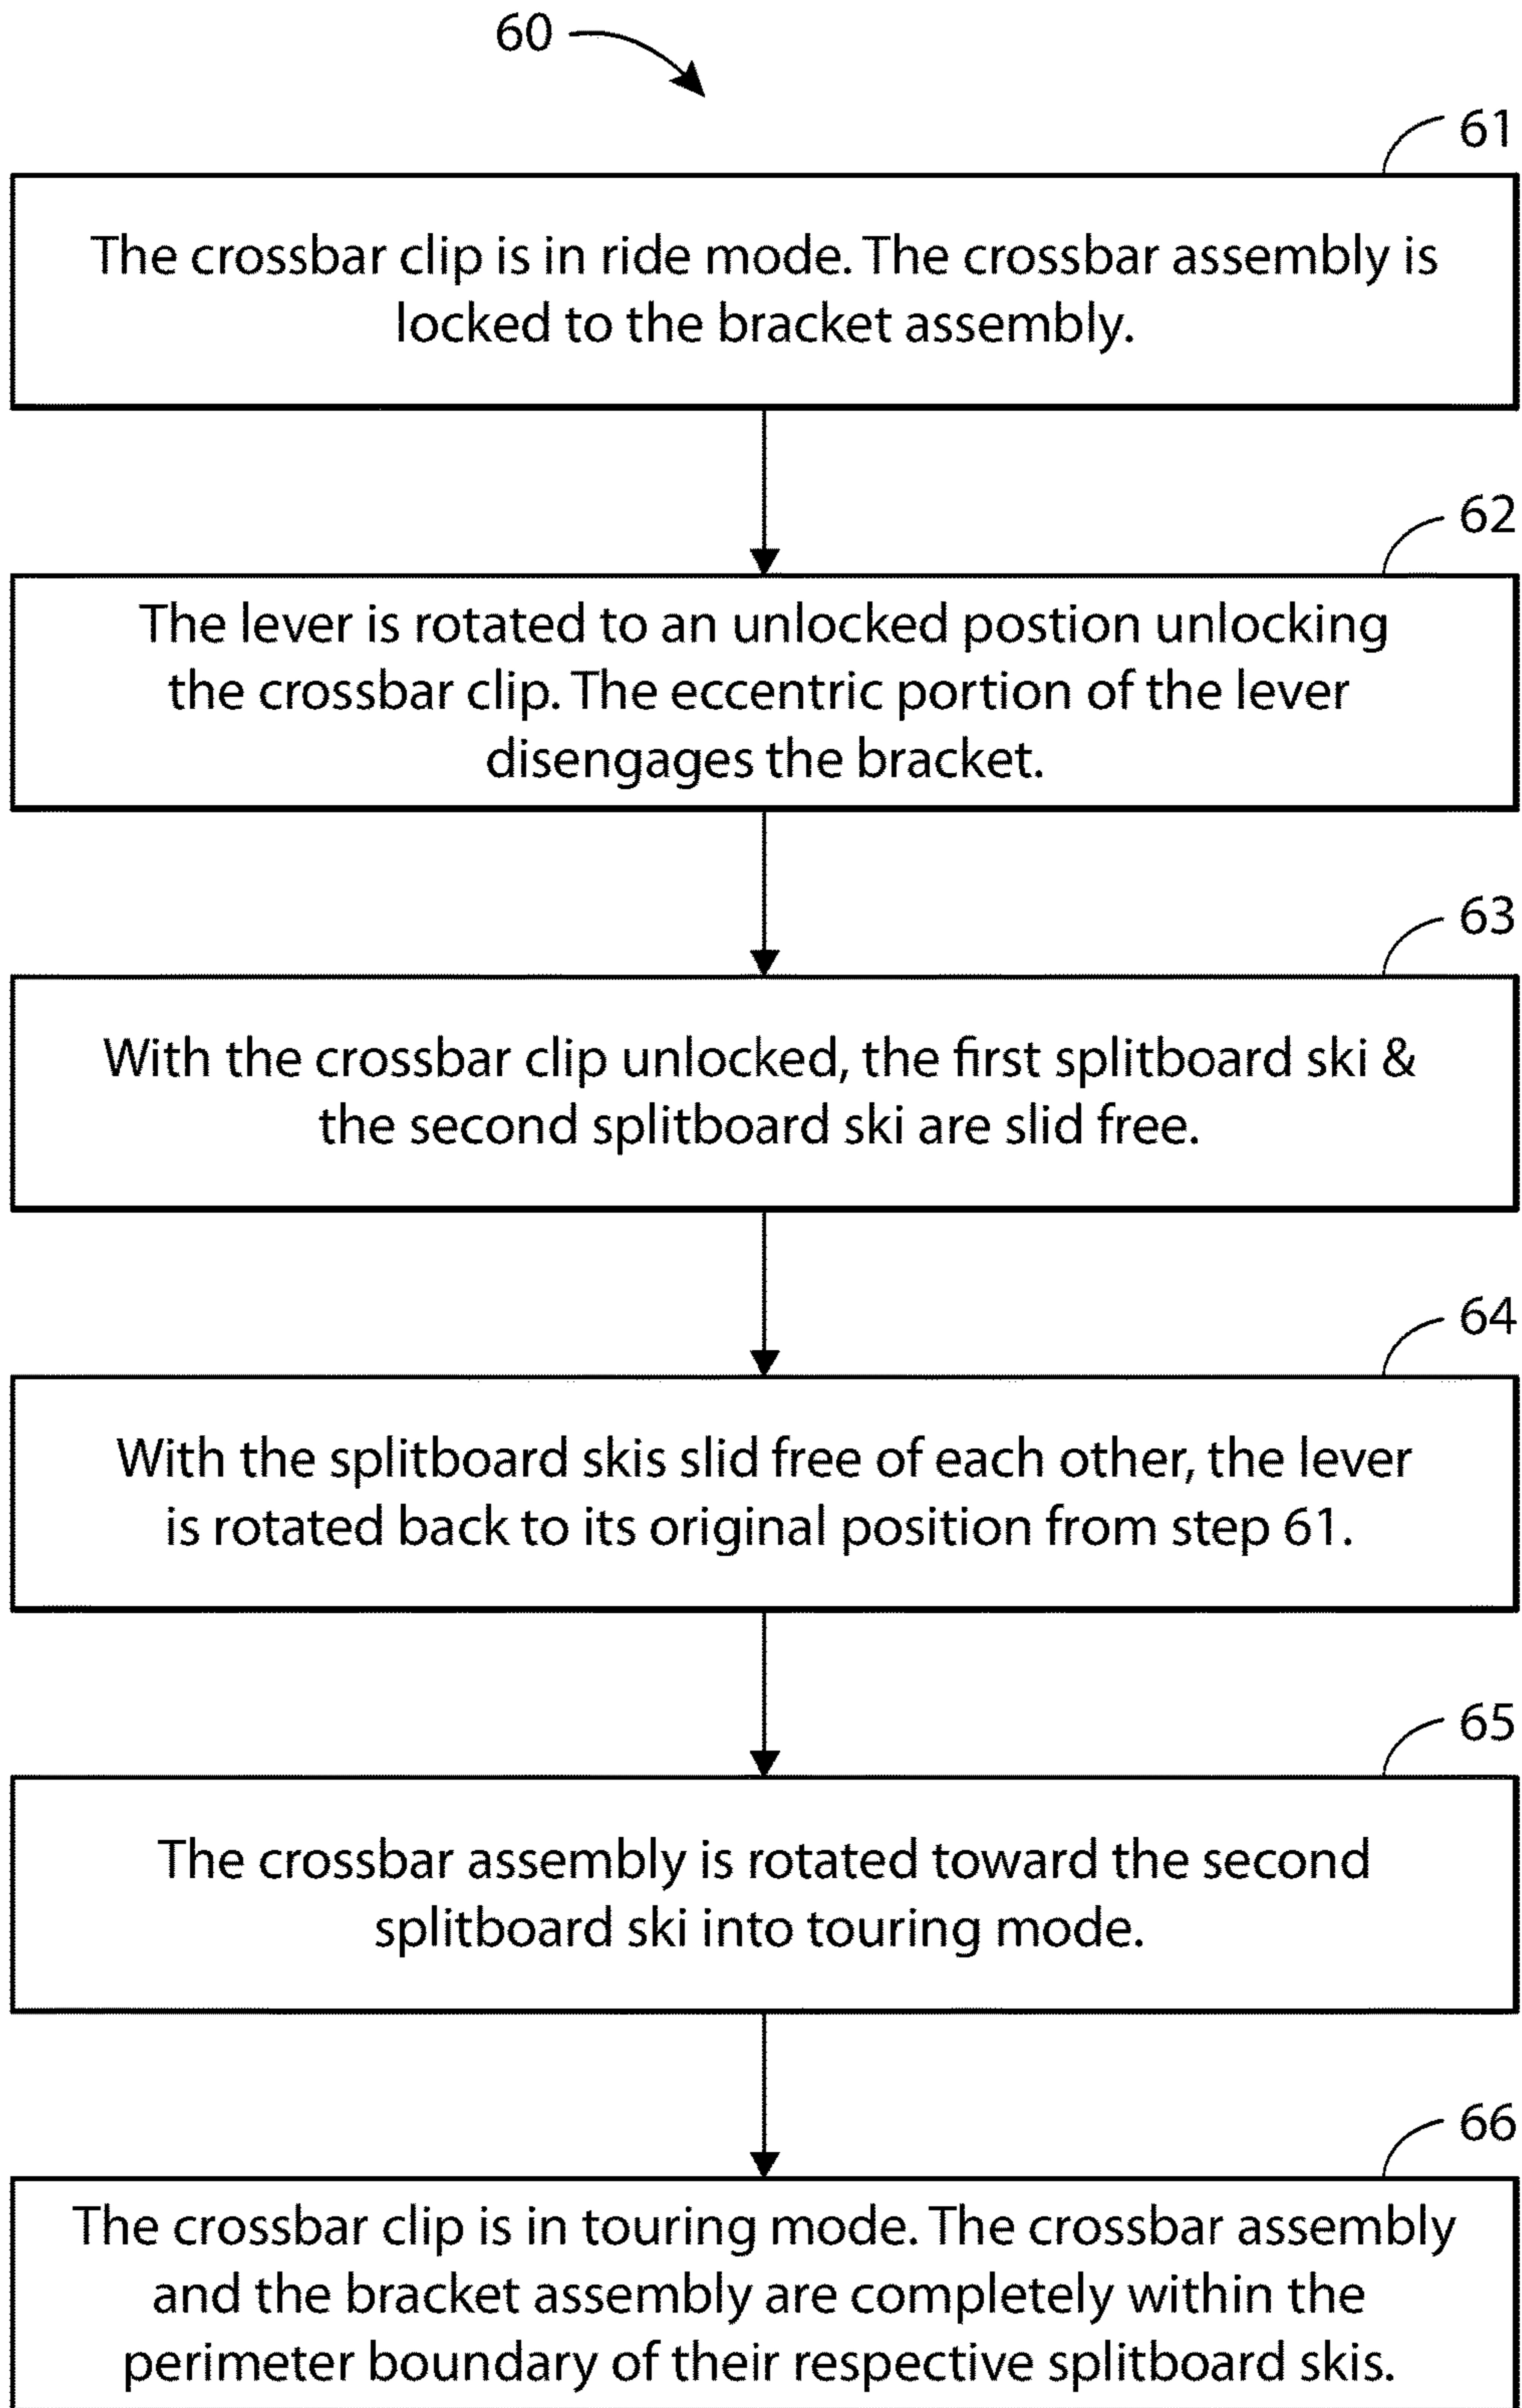 60
61
The crossbar clip is in ride mode. The crossbar assembly is
locked to the bracket assembly.
62
The lever is rotated to an unlocked postion unlocking
the crossbar clip. The eccentric portion of the lever
disengages the bracket.
63
With the crossbar clip unlocked, the first splitboard ski &
the second splitboard ski are slid free.
64
With the splitboard skis slid free of each other, the lever
is rotated back to its original position from step 61.
65
The crossbar assembly is rotated toward the second
splitboard ski into touring mode.
66
The crossbar clip is in touring mode. The crossbar assembly
and the bracket assembly are completely within the
perimeter boundary of their respective splitboard skis.